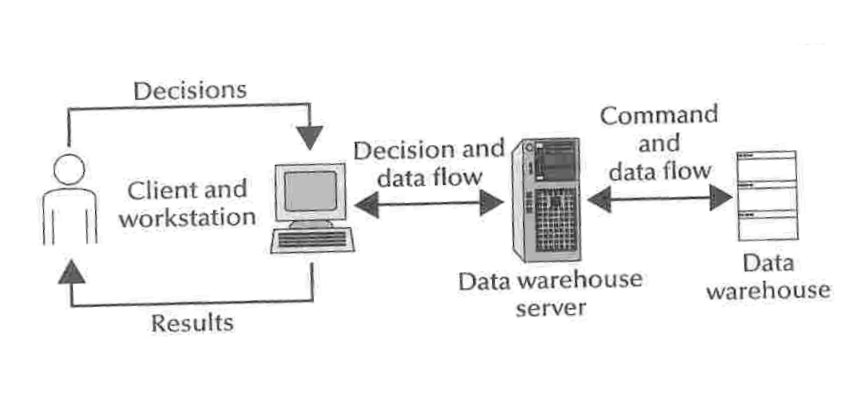 Decisions
Client and
workstation
Results
Decision and
data flow
Data warehouse
server
Command
and
data flow
Data
warehouse